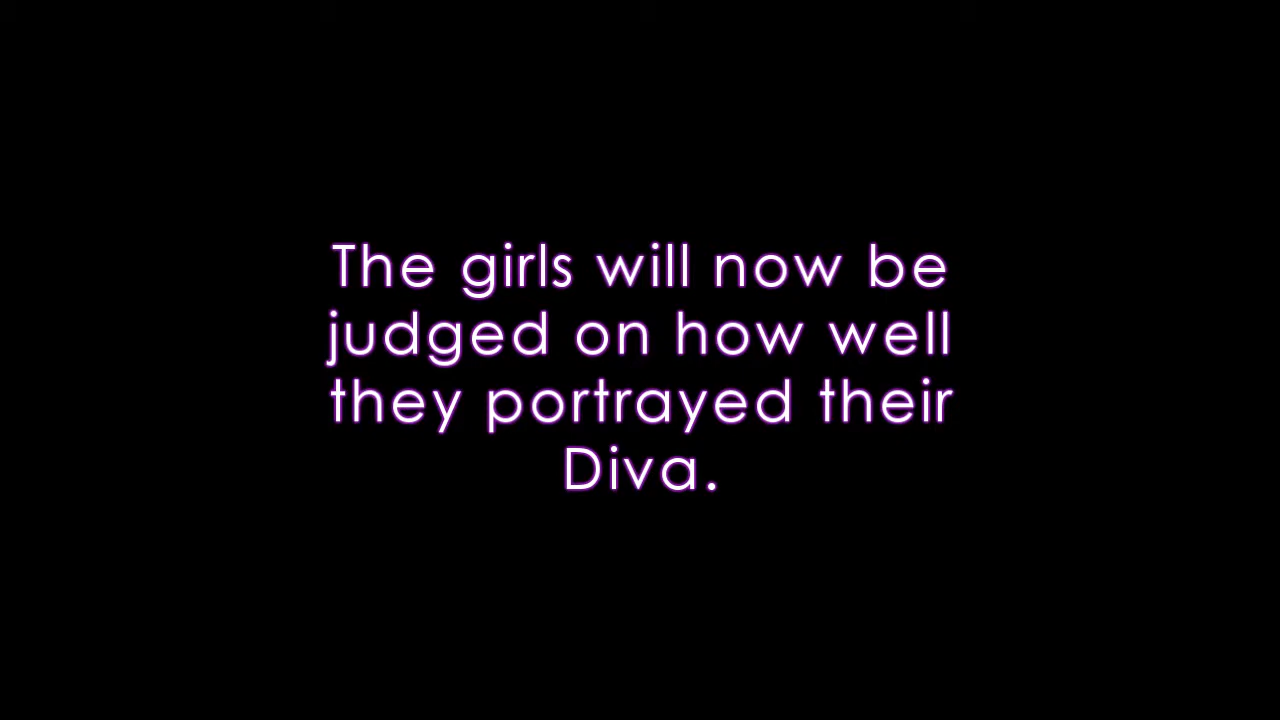 The girls will now be
judged on how well
they portrayed their
Diva.